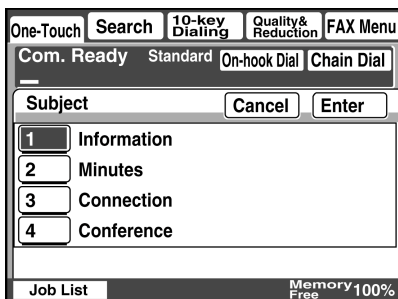 One-Touch Search 10-key Dialing Quality& Reduction FAX Menu
Com. Ready Standard On-hook Dial Chain Dial
Subject Cancel Enter
1 Information
2 Minutes
3 Connection
4 Conference
Job List Memory Free 100%